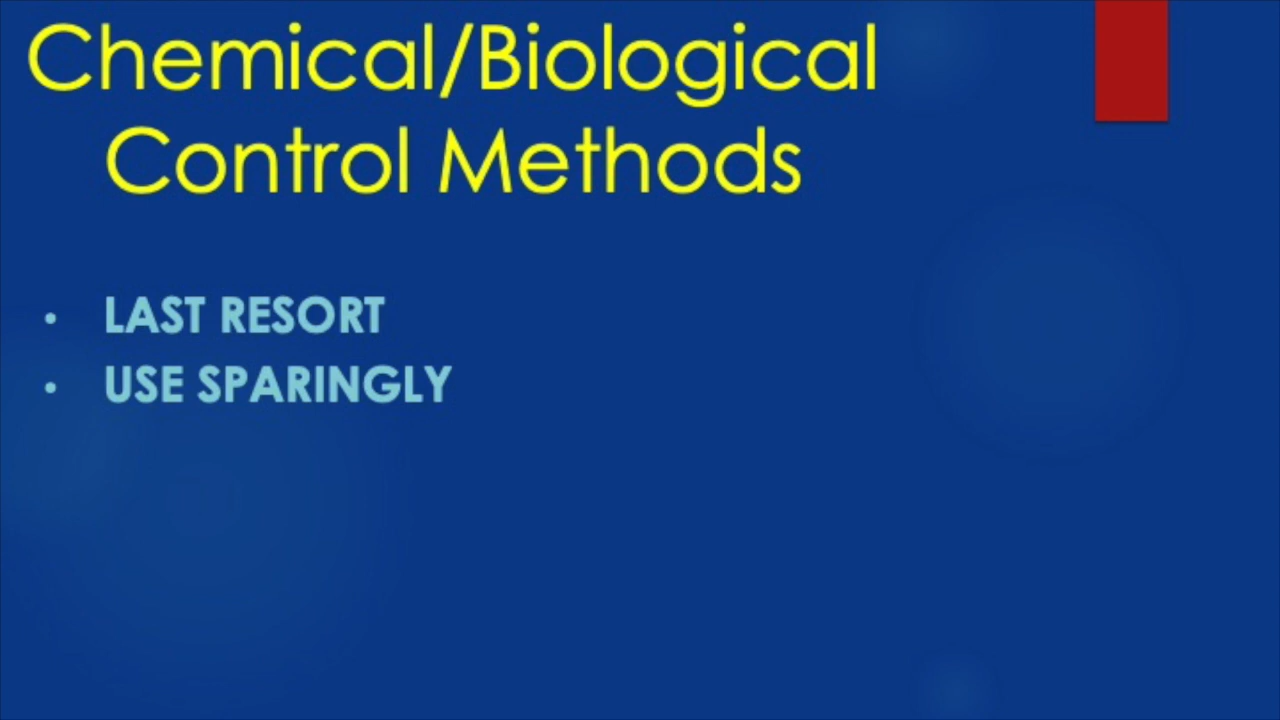 Chemical/Biological
Control Methods
• LAST RESORT
• USE SPARINGLY